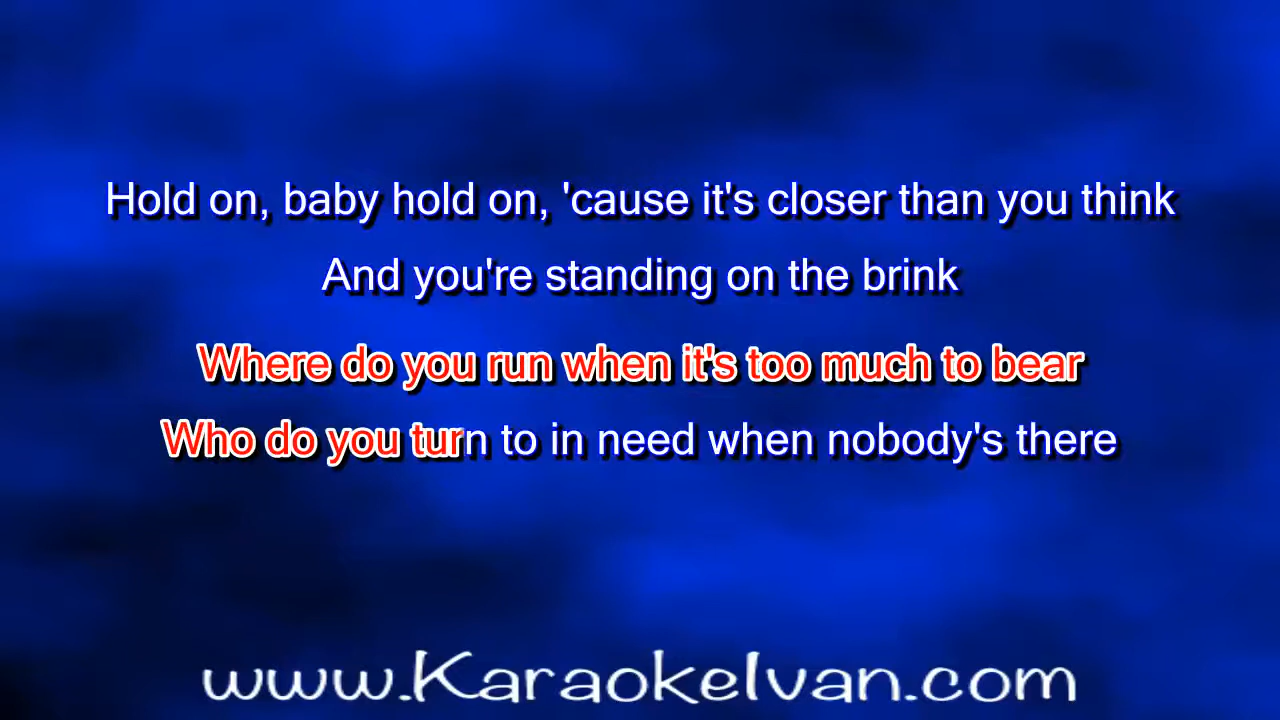 Hold on, baby hold on, 'cause it's closer than you think
And you're standing on the brink
Where do you run when it's too much to bear
Who do you turn to in need when nobody's there
www.KaraokeIvan.com